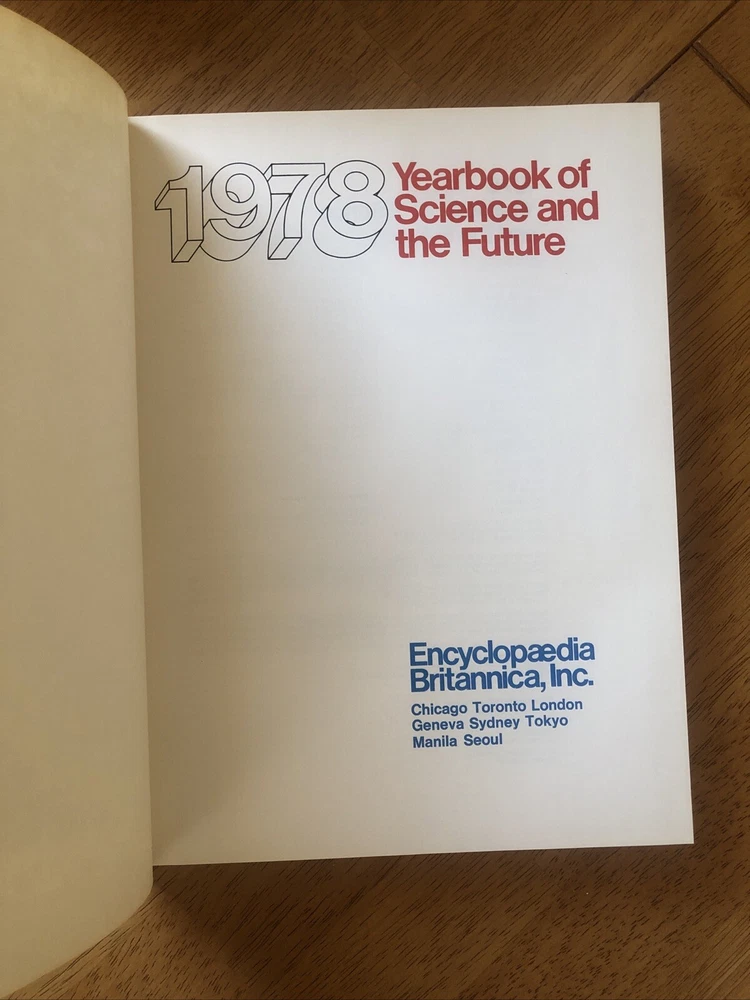 1978
Yearbook of
Science and
the Future
Encyclopædia
Britannica, Inc.
Chicago Toronto London
Geneva Sydney Tokyo
Manila Seoul